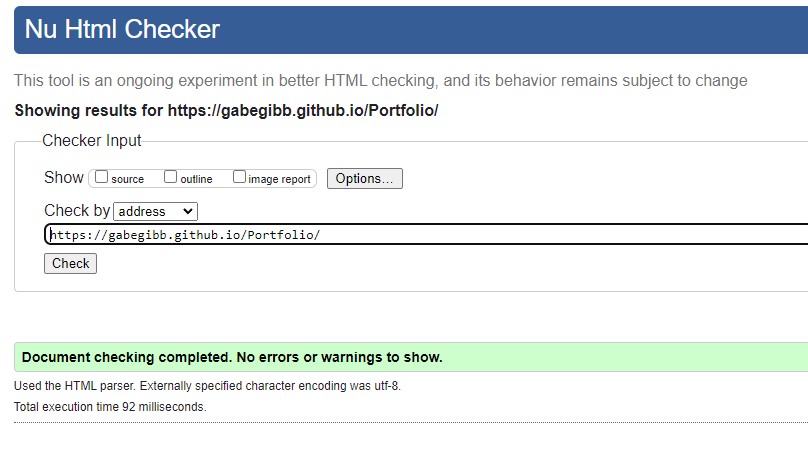 Nu Html Checker
This tool is an ongoing experiment in better HTML checking, and its behavior remains subject to change
Showing results for https://gabegibb.github.io/Portfolio/
Checker Input
Show source outline image report Options...
Check by address
https://gabegibb.github.io/Portfolio/
Check
Document checking completed. No errors or warnings to show.
Used the HTML parser. Externally specified character encoding was utf-8.
Total execution time 92 milliseconds.